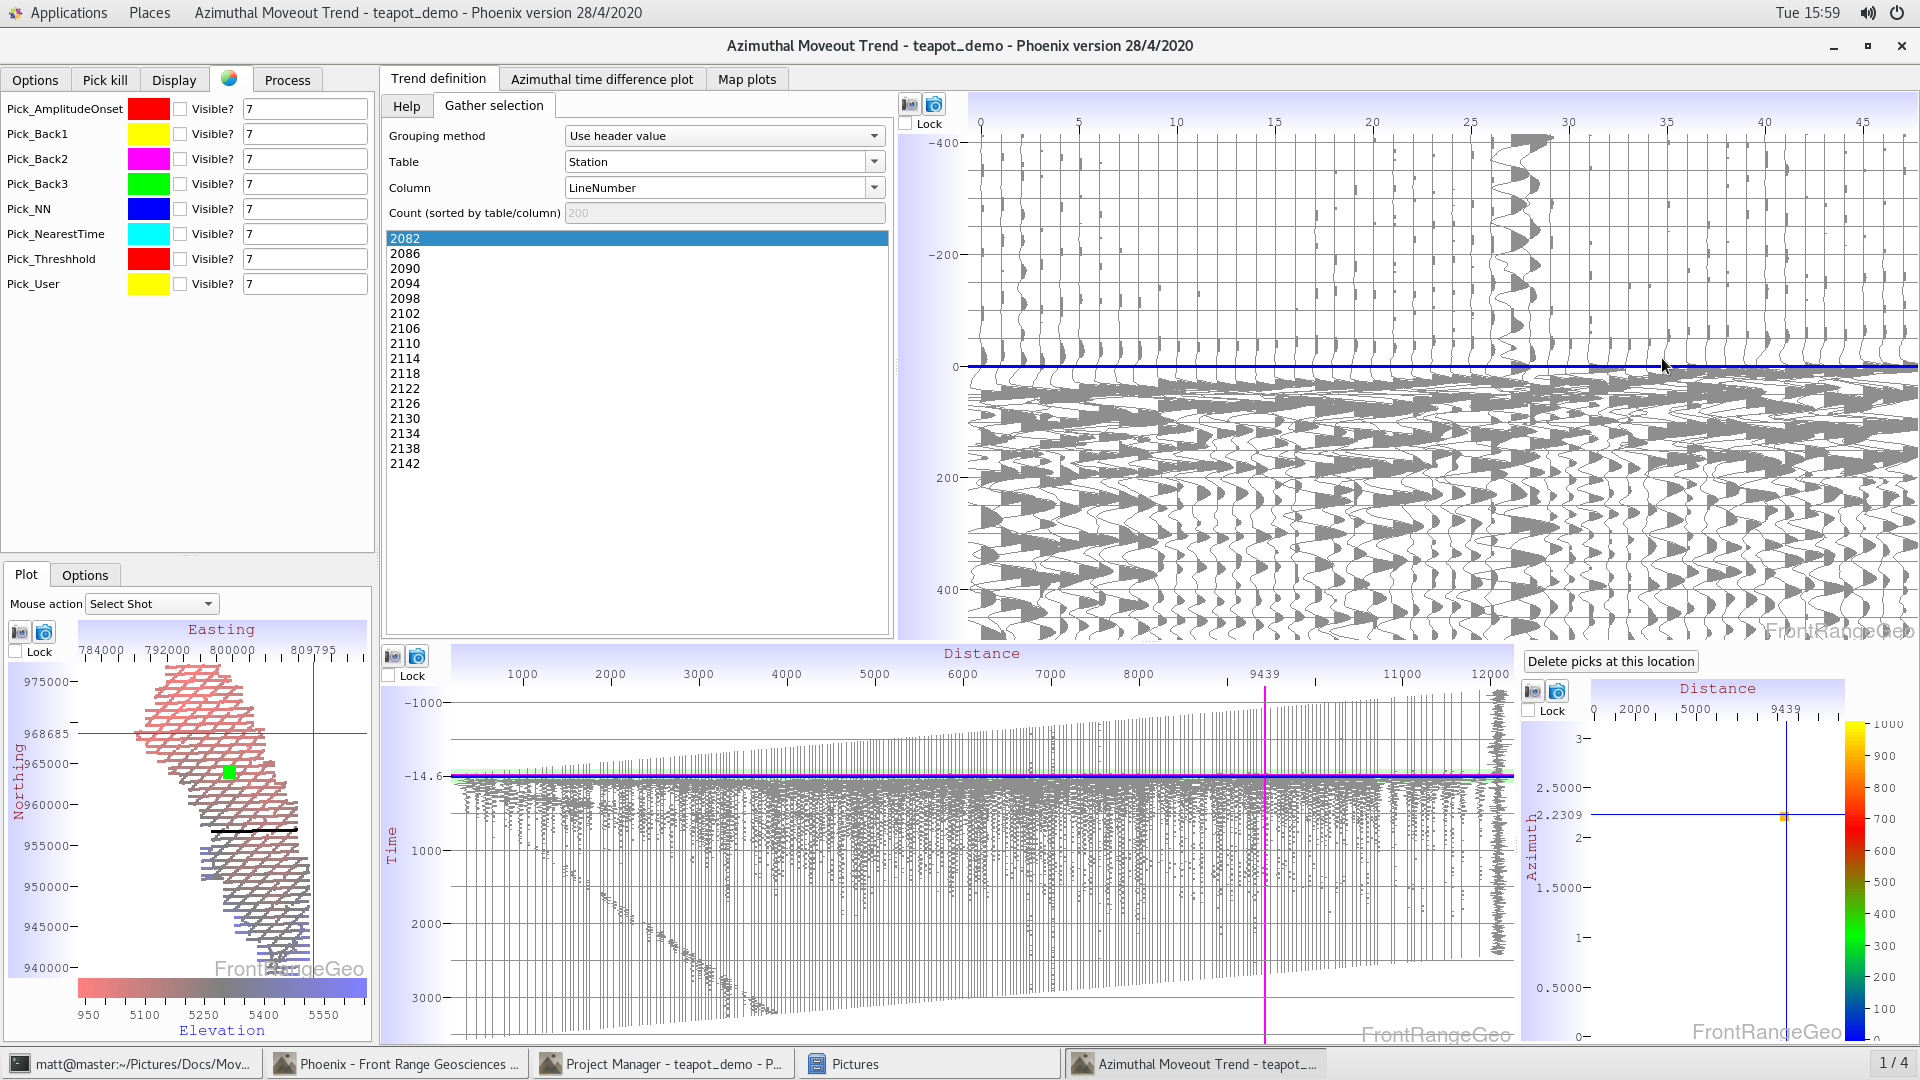 Applications Places Azimuthal Moveout Trend - teapot_demo - Phoenix version 28/4/2020 Tue 15:59
Azimuthal Moveout Trend - teapot_demo - Phoenix version 28/4/2020
Options Pick kill Display Process
Pick_AmplitudeOnset Visible? 7
Pick_Back1 Visible? 7
Pick_Back2 Visible? 7
Pick_Back3 Visible? 7
Pick_NN Visible? 7
Pick_NearestTime Visible? 7
Pick_Threshhold Visible? 7
Pick_User Visible? 7
Trend definition Azimuthal time difference plot Map plots
Help Gather selection
Grouping method Use header value
Table Station
Column LineNumber
Count (sorted by table/column) 200
2082
2086
2090
2094
2098
2102
2106
2110
2114
2118
2122
2126
2130
2134
2138
2142
Lock
0 5 10 15 20 25 30 35 40 45
-400
-200
0
200
400
FrontRangeGeo
Plot Options
Mouse action Select Shot
Lock
Easting
784000 792000 800000 809795
Northing
975000
968685
965000
960000
955000
950000
945000
940000
FrontRangeGeo
950 5100 5250 5400 5550
Elevation
Lock
Distance
1000 2000 3000 4000 5000 6000 7000 8000 9439 11000 12000
Time
-1000
-14.6
1000
2000
3000
FrontRangeGeo
Delete picks at this location
Lock
Distance
0 2000 5000 9439
Azimuth
3
2.5000
2.2309
2
1.5000
1
0.5000
0
FrontRangeGeo
1000
900
800
700
600
500
400
300
200
100
0
matt@master:~/Pictures/Docs/Mov... Phoenix - Front Range Geosciences ... Project Manager - teapot_demo - P... Pictures Azimuthal Moveout Trend - teapot_... 1 / 4